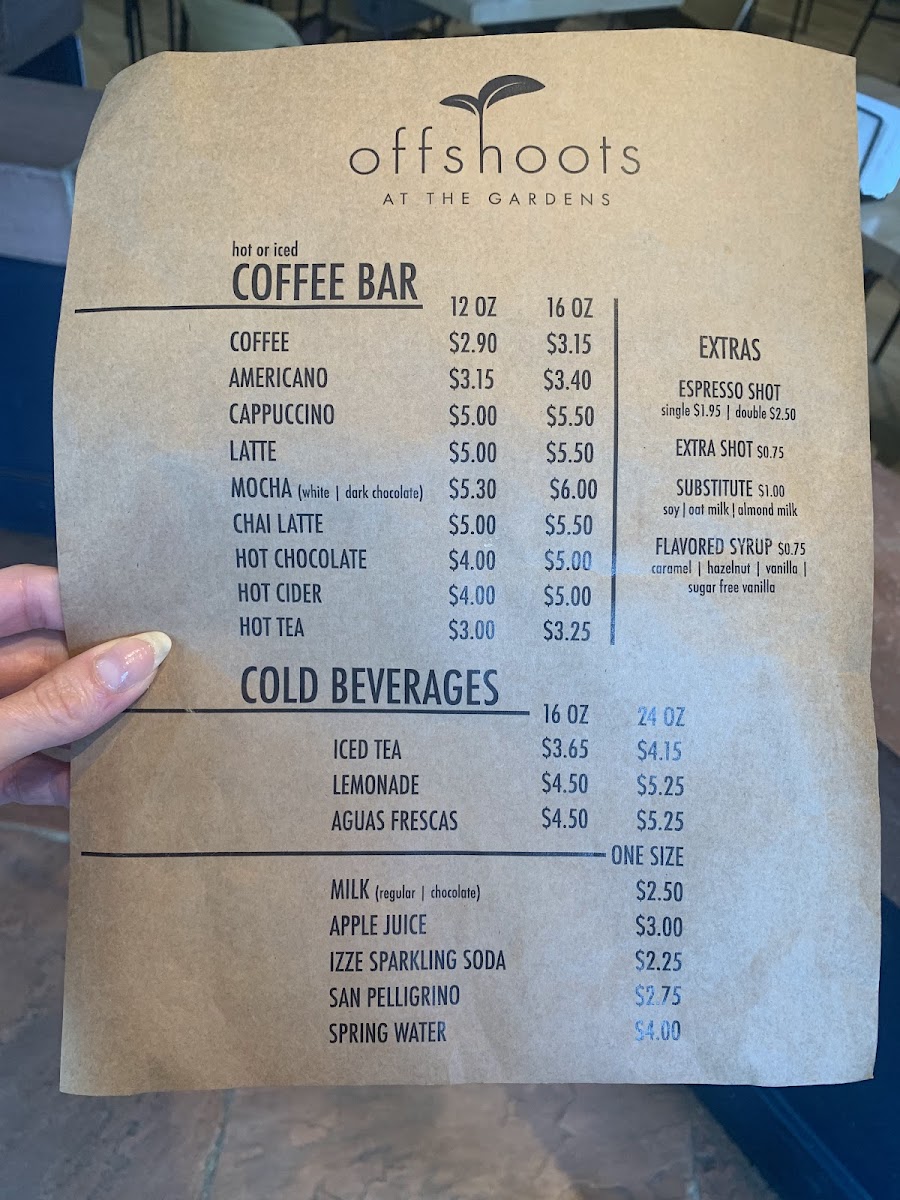 offshoots
AT THE GARDENS
hot or iced
COFFEE BAR
12 OZ 16 OZ
COFFEE $2.90 $3.15
AMERICANO $3.15 $3.40
CAPPUCCINO $5.00 $5.50
LATTE $5.00 $5.50
MOCHA (white | dark chocolate) $5.30 $6.00
CHAI LATTE $5.00 $5.50
HOT CHOCOLATE $4.00 $5.00
HOT CIDER $4.00 $5.00
HOT TEA $3.00 $3.25
EXTRAS
ESPRESSO SHOT
single $1.95 | double $2.50
EXTRA SHOT $0.75
SUBSTITUTE $1.00
soy | oat milk | almond milk
FLAVORED SYRUP $0.75
caramel | hazelnut | vanilla |
sugar free vanilla
COLD BEVERAGES
16 OZ 24 OZ
ICED TEA $3.65 $4.15
LEMONADE $4.50 $5.25
AGUAS FRESCAS $4.50 $5.25
ONE SIZE
MILK (regular | chocolate) $2.50
APPLE JUICE $3.00
IZZE SPARKLING SODA $2.25
SAN PELLIGRINO $2.75
SPRING WATER $4.00